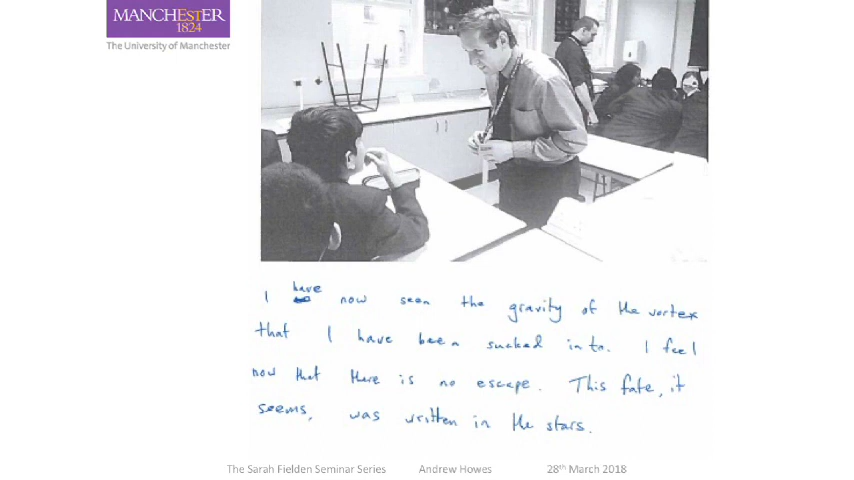 MANCHESTER
1824
The University of Manchester
I have now seen the gravity of the vortex
that I have been sucked in to. I feel
now that there is no escape. This fate, it
seems, was written in the stars.
The Sarah Fielden Seminar Series Andrew Howes 28th March 2018